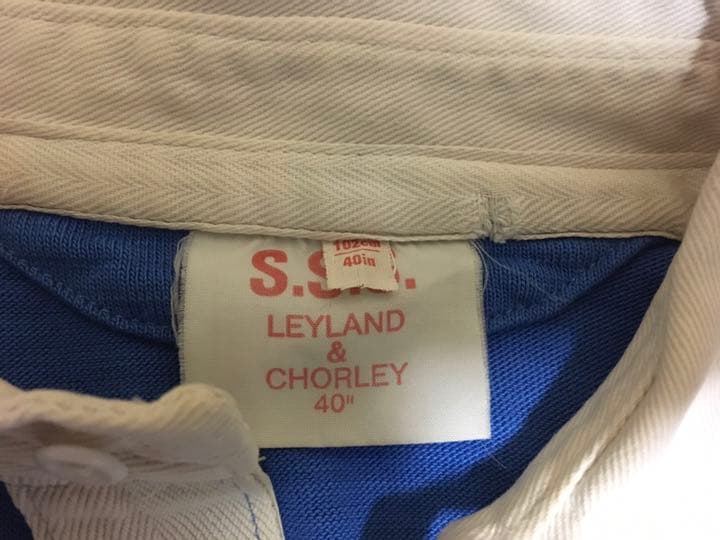 102cm
40in
LEYLAND
&
CHORLEY
40"